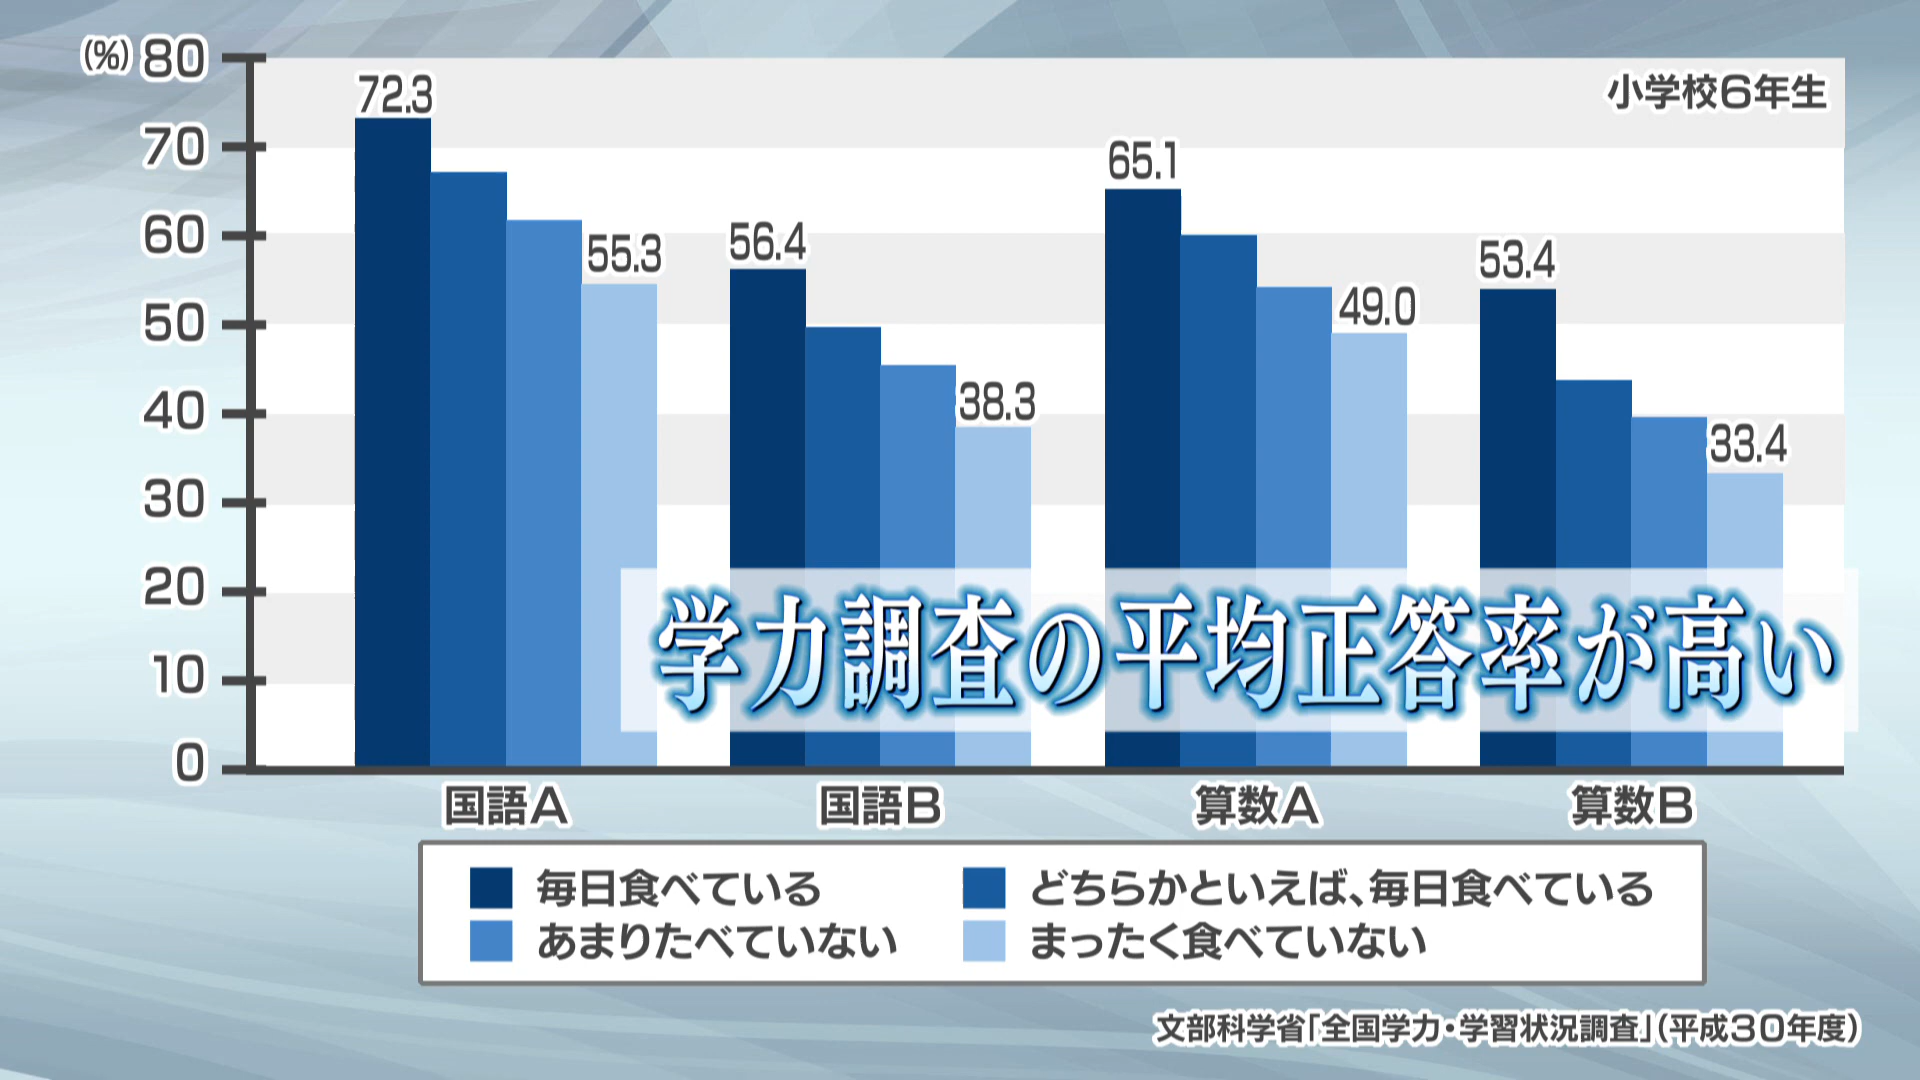 (%)
80
70
60
50
40
30
20
10
0
小学校6年生
72.3
55.3
56.4
38.3
65.1
49.0
53.4
33.4
学力調査の平均正答率が高い
国語A
国語B
算数A
算数B
毎日食べている
どちらかといえば、毎日食べている
あまりたべていない
まったく食べていない
文部科学省「全国学力・学習状況調査」(平成30年度)